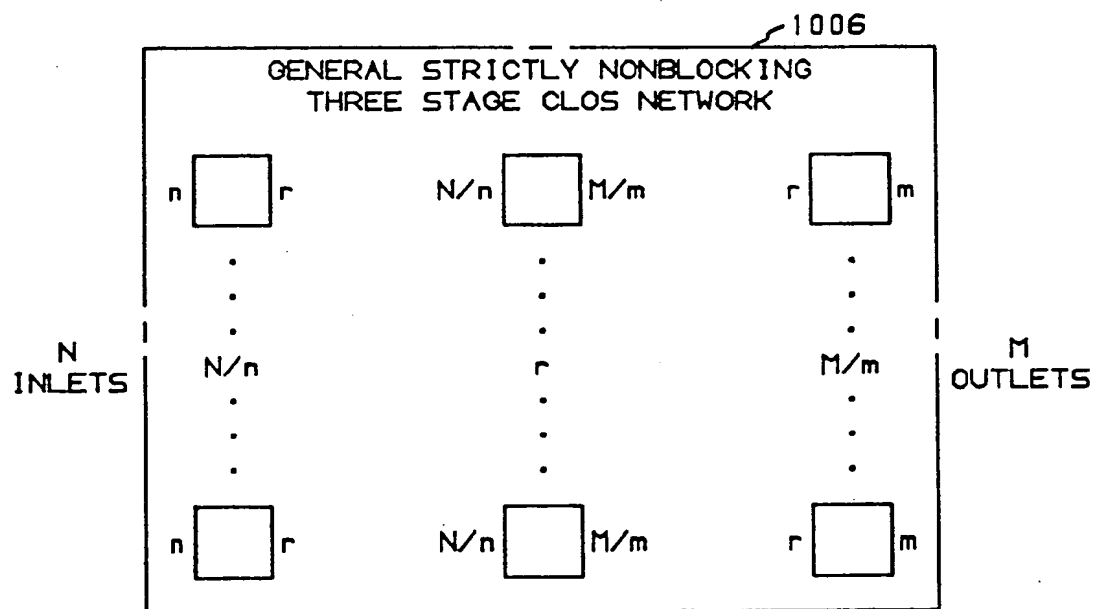 1006
GENERAL STRICTLY NONBLOCKING
THREE STAGE CLOS NETWORK
n r N/n M/m r m
N INLETS
N/n r M/m
M OUTLETS
n r N/n M/m r m